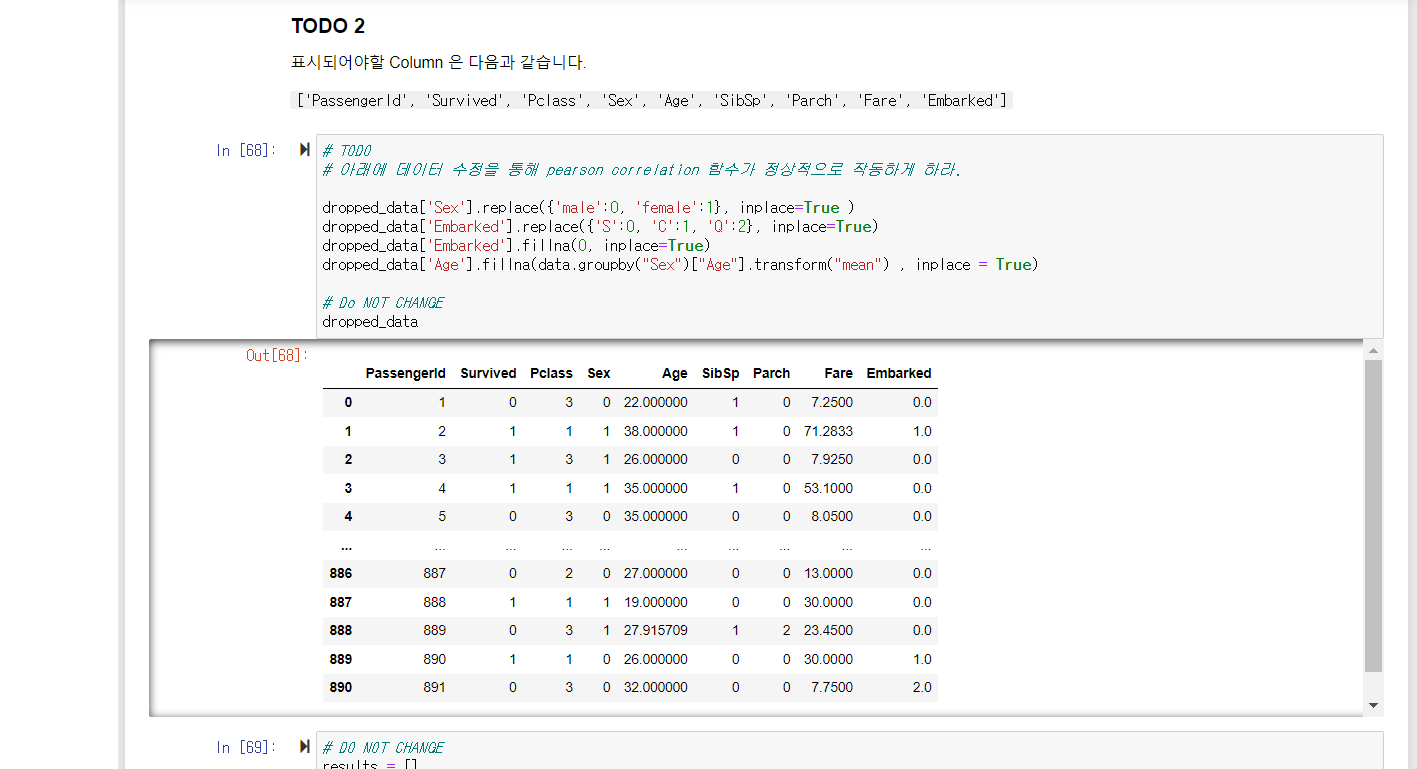 TODO 2
표시되어야할 Column 은 다음과 같습니다.
['PassengerId', 'Survived', 'Pclass', 'Sex', 'Age', 'SibSp', 'Parch', 'Fare', 'Embarked']
In [68]:
# TODO
# 아래에 데이터 수정을 통해 pearson correlation 함수가 정상적으로 작동하게 하라.
dropped_data['Sex'].replace({'male':0, 'female':1}, inplace=True )
dropped_data['Embarked'].replace({'S':0, 'C':1, 'Q':2}, inplace=True)
dropped_data['Embarked'].fillna(0, inplace=True)
dropped_data['Age'].fillna(data.groupby("Sex")["Age"].transform("mean") , inplace = True)
# Do NOT CHANGE
dropped_data
Out[68]:
PassengerId Survived Pclass Sex Age SibSp Parch Fare Embarked
0 1 0 3 0 22.000000 1 0 7.2500 0.0
1 2 1 1 1 38.000000 1 0 71.2833 1.0
2 3 1 3 1 26.000000 0 0 7.9250 0.0
3 4 1 1 1 35.000000 1 0 53.1000 0.0
4 5 0 3 0 35.000000 0 0 8.0500 0.0
... ... ... ... ... ... ... ... ... ...
886 887 0 2 0 27.000000 0 0 13.0000 0.0
887 888 1 1 1 19.000000 0 0 30.0000 0.0
888 889 0 3 1 27.915709 1 2 23.4500 0.0
889 890 1 1 0 26.000000 0 0 30.0000 1.0
890 891 0 3 0 32.000000 0 0 7.7500 2.0
In [69]:
# DO NOT CHANGE
results = []